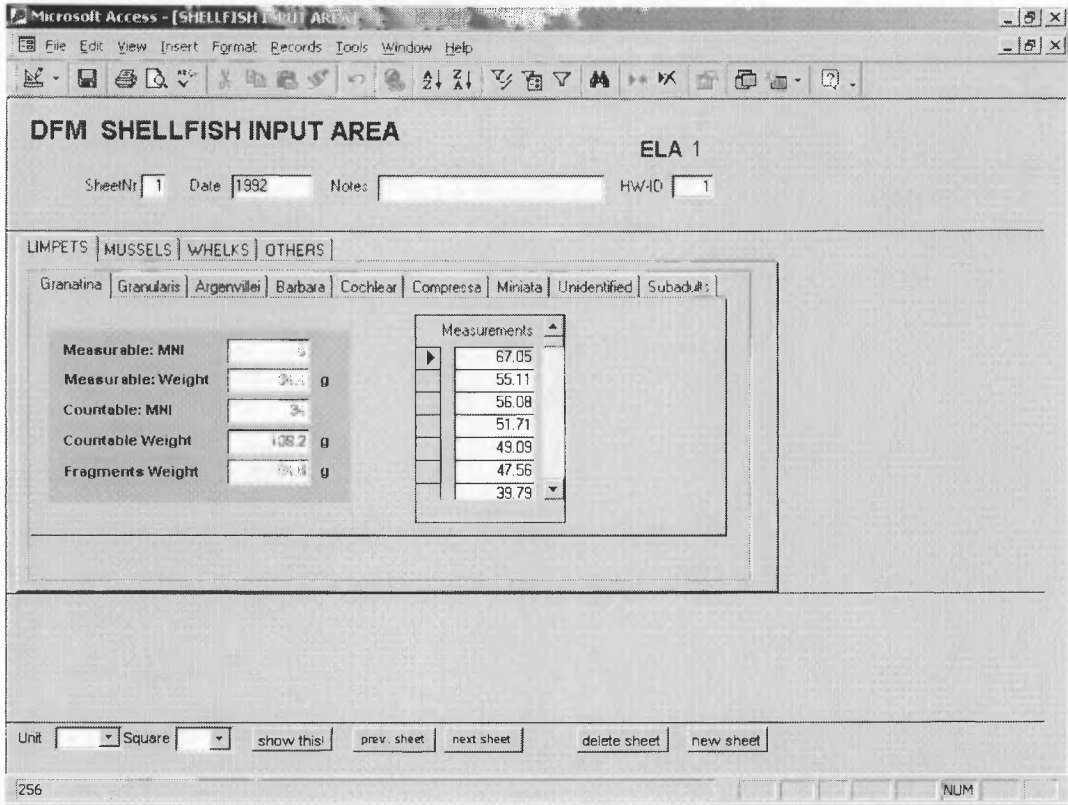 Microsoft Access - [SHELLFISH INPUT AREA]
File Edit View Insert Format Records Tools Window Help
DFM SHELLFISH INPUT AREA
ELA 1
SheetNr 1 Date 1992 Notes HW-ID 1
LIMPETS MUSSELS WHELKS OTHERS
Granatina Granularis Argenvillei Barbara Cochlear Compressa Miniata Unidentified Subadults
Measurements
Measurable: MNI
67.05
Measurable: Weight g
55.11
56.08
Countable: MNI
51.71
Countable Weight 108.2 g
49.09
Fragments Weight g
47.56
39.79
Unit Square show this! prev. sheet next sheet delete sheet new sheet
256 NUM